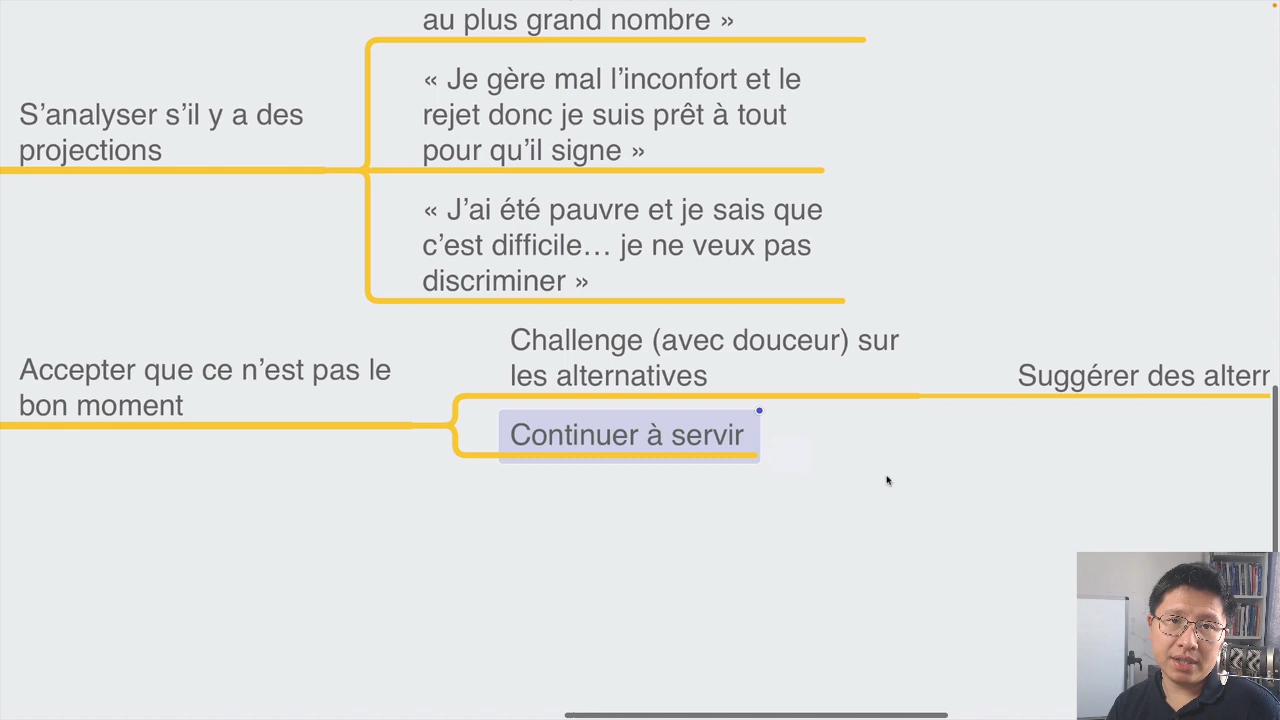 au plus grand nombre »
« Je gère mal l’inconfort et le
rejet donc je suis prêt à tout
pour qu’il signe »
S’analyser s’il y a des
projections
« J’ai été pauvre et je sais que
c’est difficile… je ne veux pas
discriminer »
Challenge (avec douceur) sur
les alternatives
Suggérer des
Accepter que ce n’est pas le
bon moment
Continuer à servir